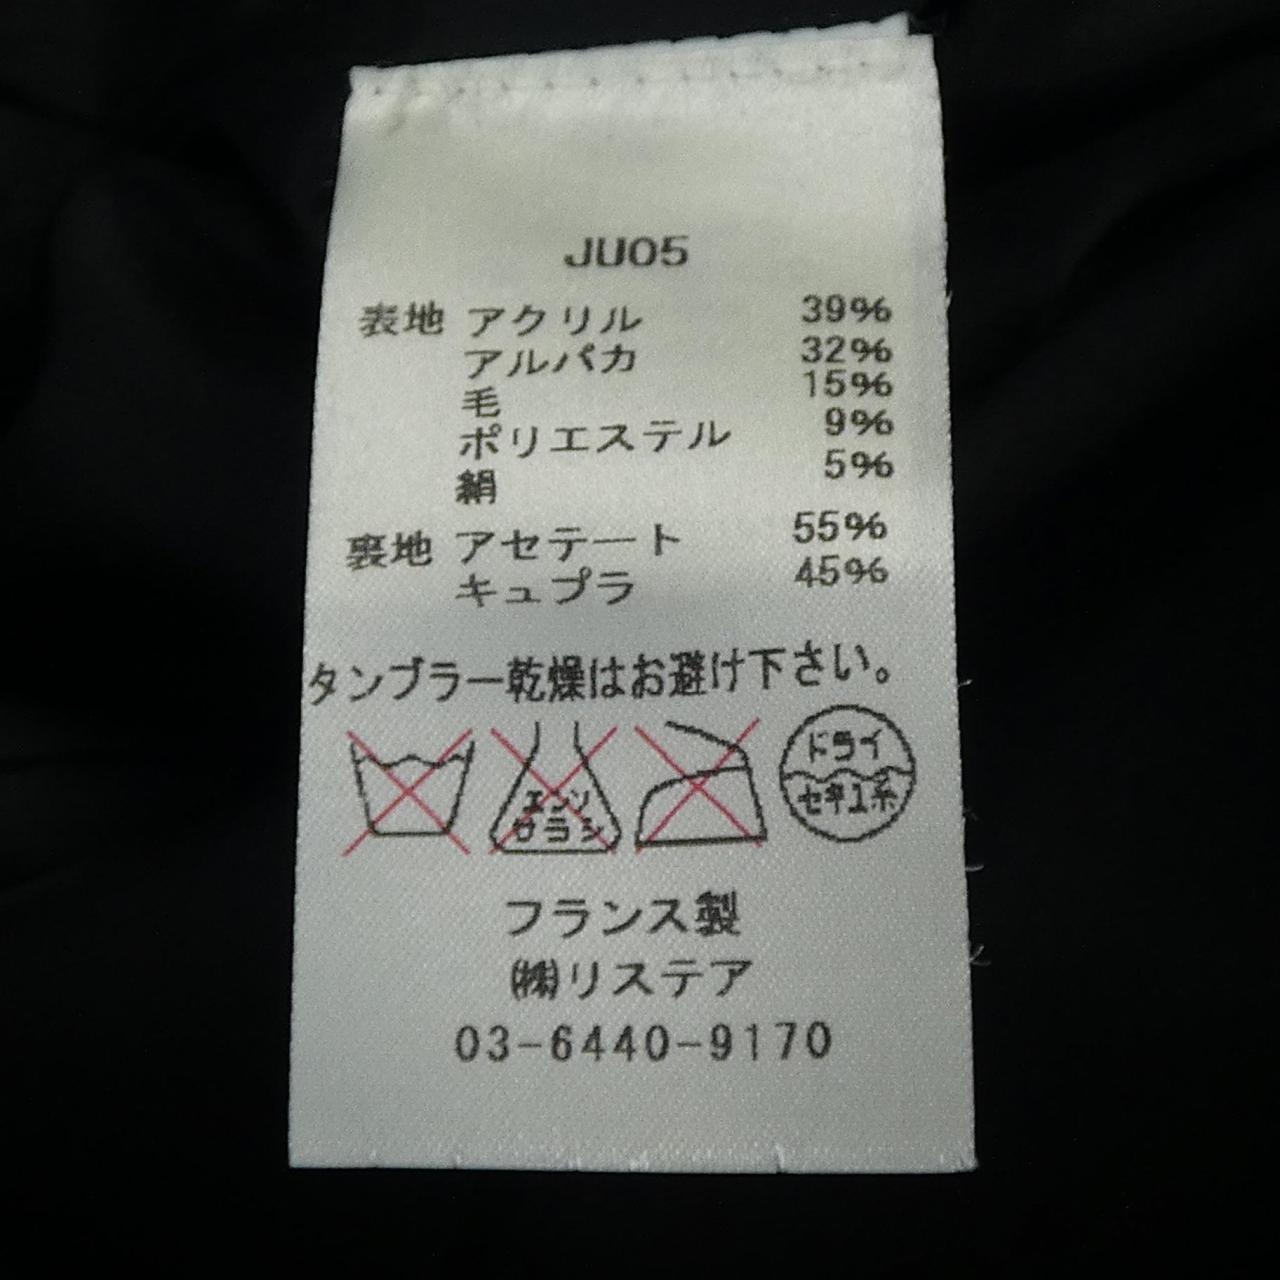 JU05
表地 アクリル 39%
アルパカ 32%
毛 15%
ポリエステル 9%
絹 5%
裏地 アセテート 55%
キュプラ 45%
タンブラー乾燥はお避け下さい。
エンソ
サラシ
ドライ
セキユ系
フランス製
㈱リステア
03-6440-9170